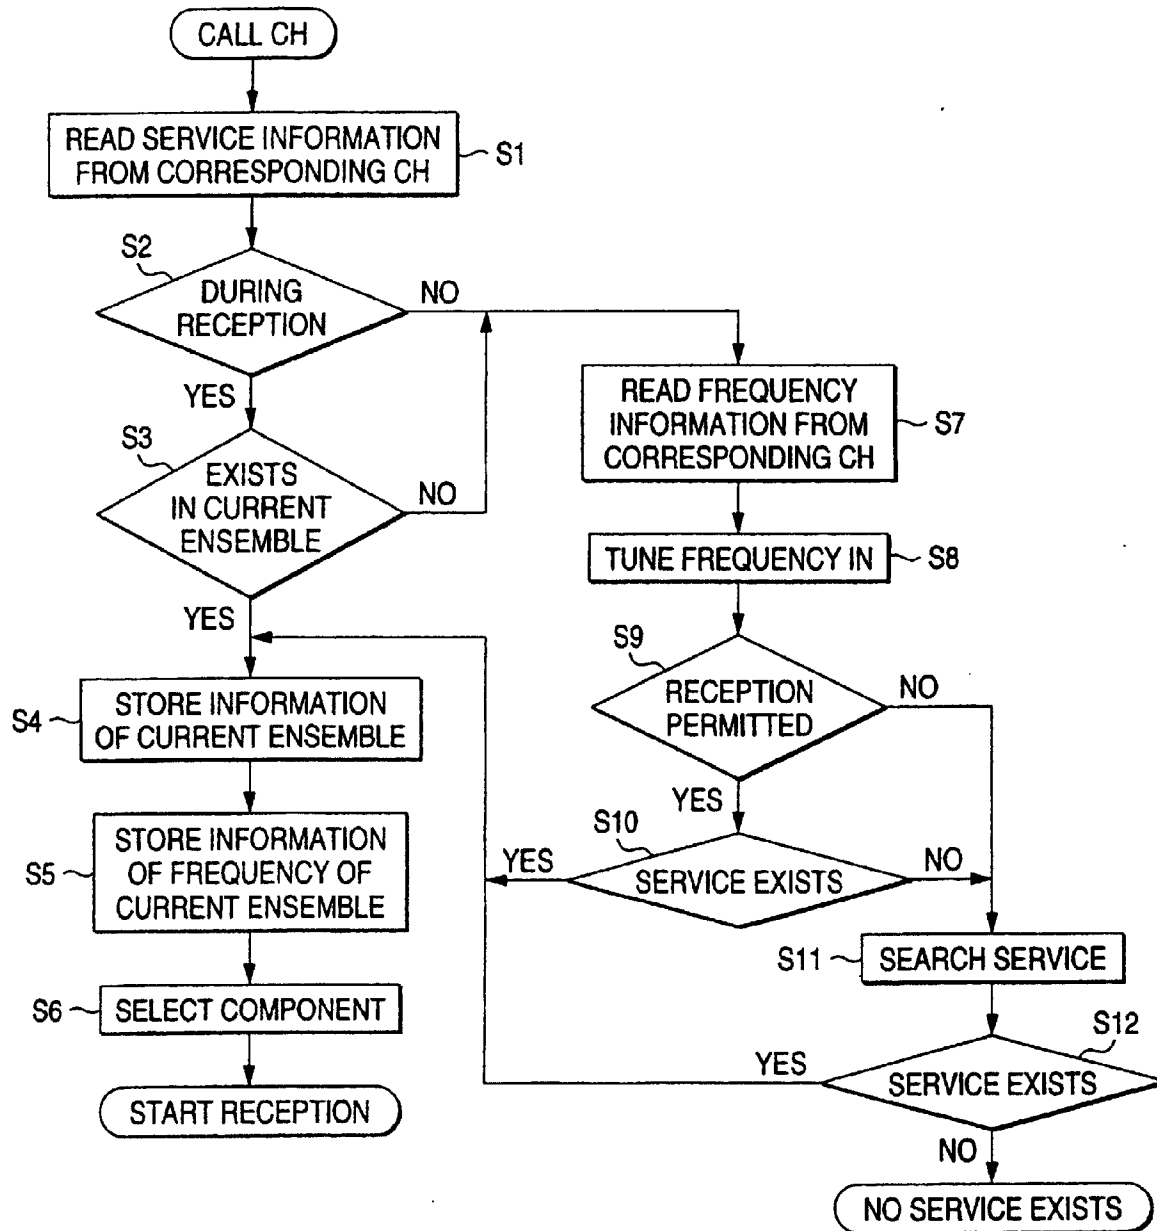 CALL CH
READ SERVICE INFORMATION
FROM CORRESPONDING CH
S1
S2
DURING
RECEPTION
NO
YES
S3
EXISTS
IN CURRENT
ENSEMBLE
NO
YES
S4
STORE INFORMATION
OF CURRENT ENSEMBLE
S5
STORE INFORMATION
OF FREQUENCY OF
CURRENT ENSEMBLE
S6
SELECT COMPONENT
START RECEPTION
READ FREQUENCY
INFORMATION FROM
CORRESPONDING CH
S7
TUNE FREQUENCY IN
S8
S9
RECEPTION
PERMITTED
NO
YES
S10
YES
SERVICE EXISTS
NO
S11
SEARCH SERVICE
S12
YES
SERVICE EXISTS
NO
NO SERVICE EXISTS